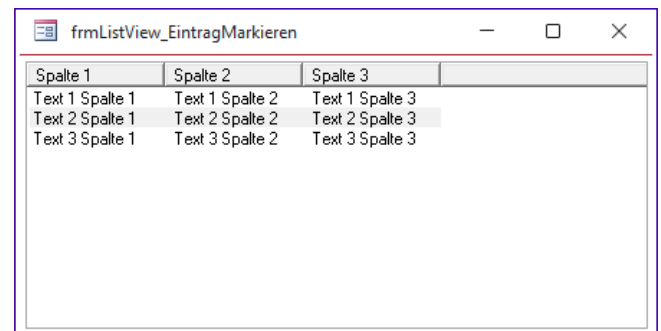 frmListView_EintragMarkieren
Spalte 1 Spalte 2 Spalte 3
Text 1 Spalte 1 Text 1 Spalte 2 Text 1 Spalte 3
Text 2 Spalte 1 Text 2 Spalte 2 Text 2 Spalte 3
Text 3 Spalte 1 Text 3 Spalte 2 Text 3 Spalte 3